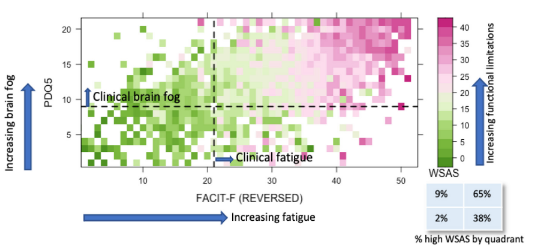 Increasing brain fog
PDQ5
20
15
10
5
Clinical brain fog
Clinical fatigue
10
20
30
40
50
FACIT-F (REVERSED)
Increasing fatigue
40
35
30
25
20
15
10
5
0
WSAS
Increasing functional limitations
9% 65%
2% 38%
% high WSAS by quadrant